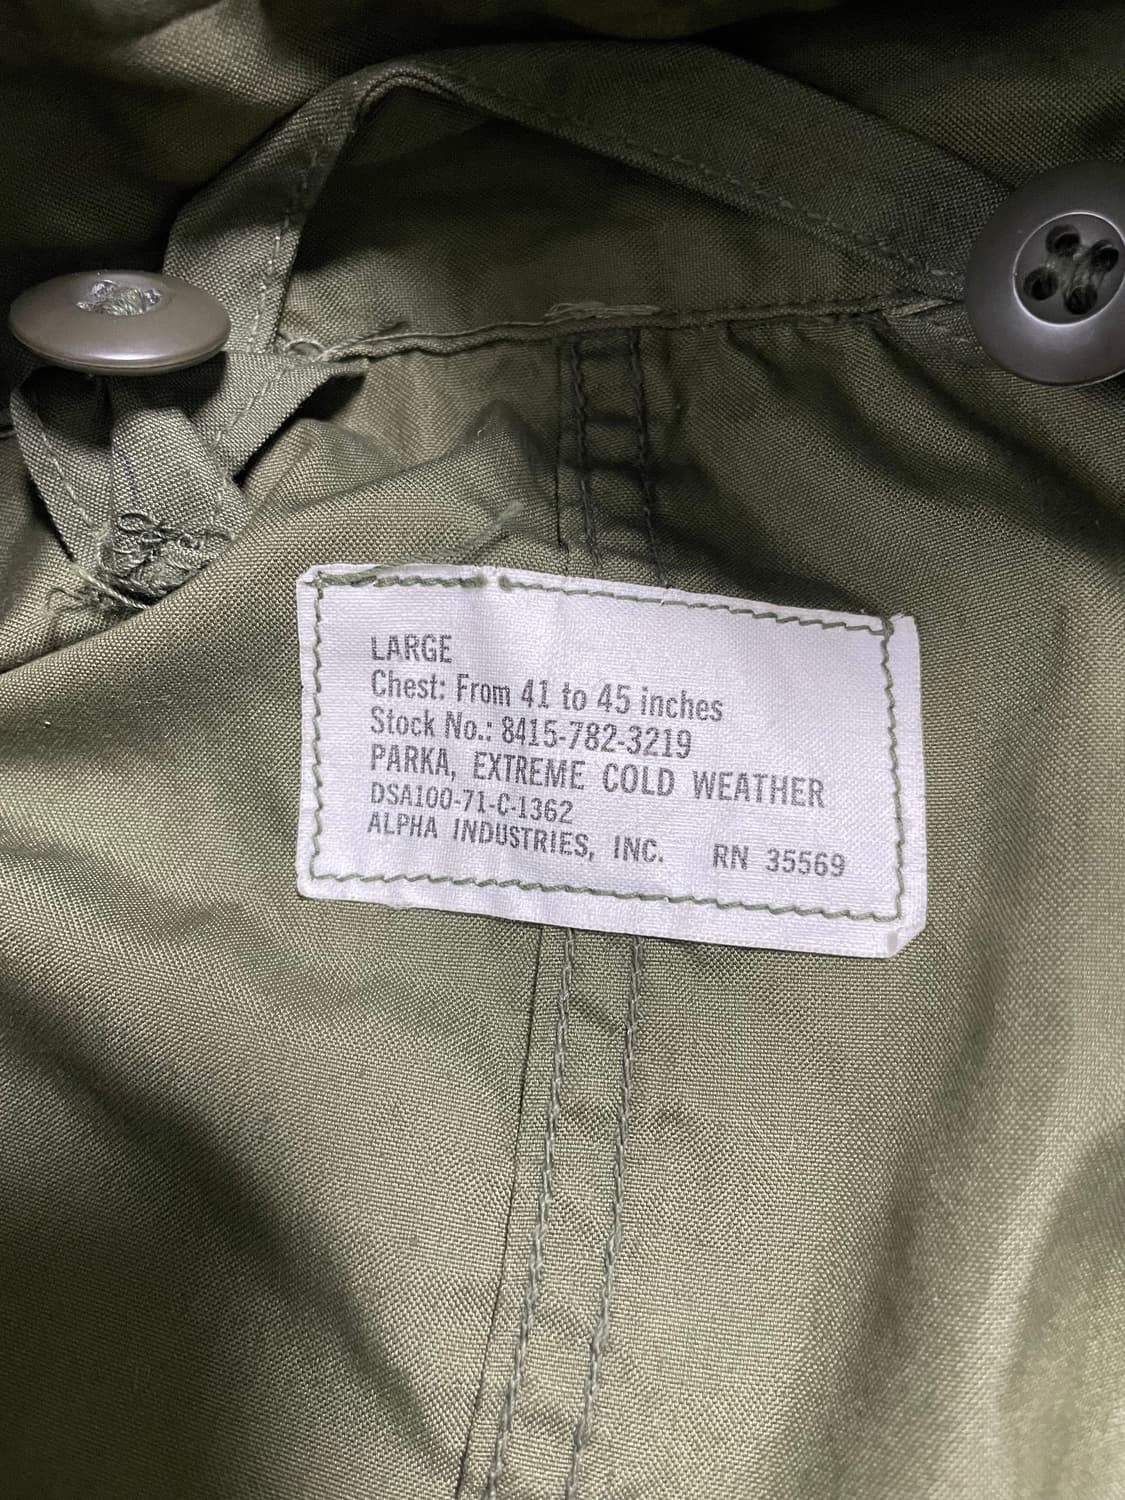 LARGE
Chest: From 41 to 45 inches
Stock No.: 8415-782-3219
PARKA, EXTREME COLD WEATHER
DSA100-71-C-1362
ALPHA INDUSTRIES, INC. RN 35569